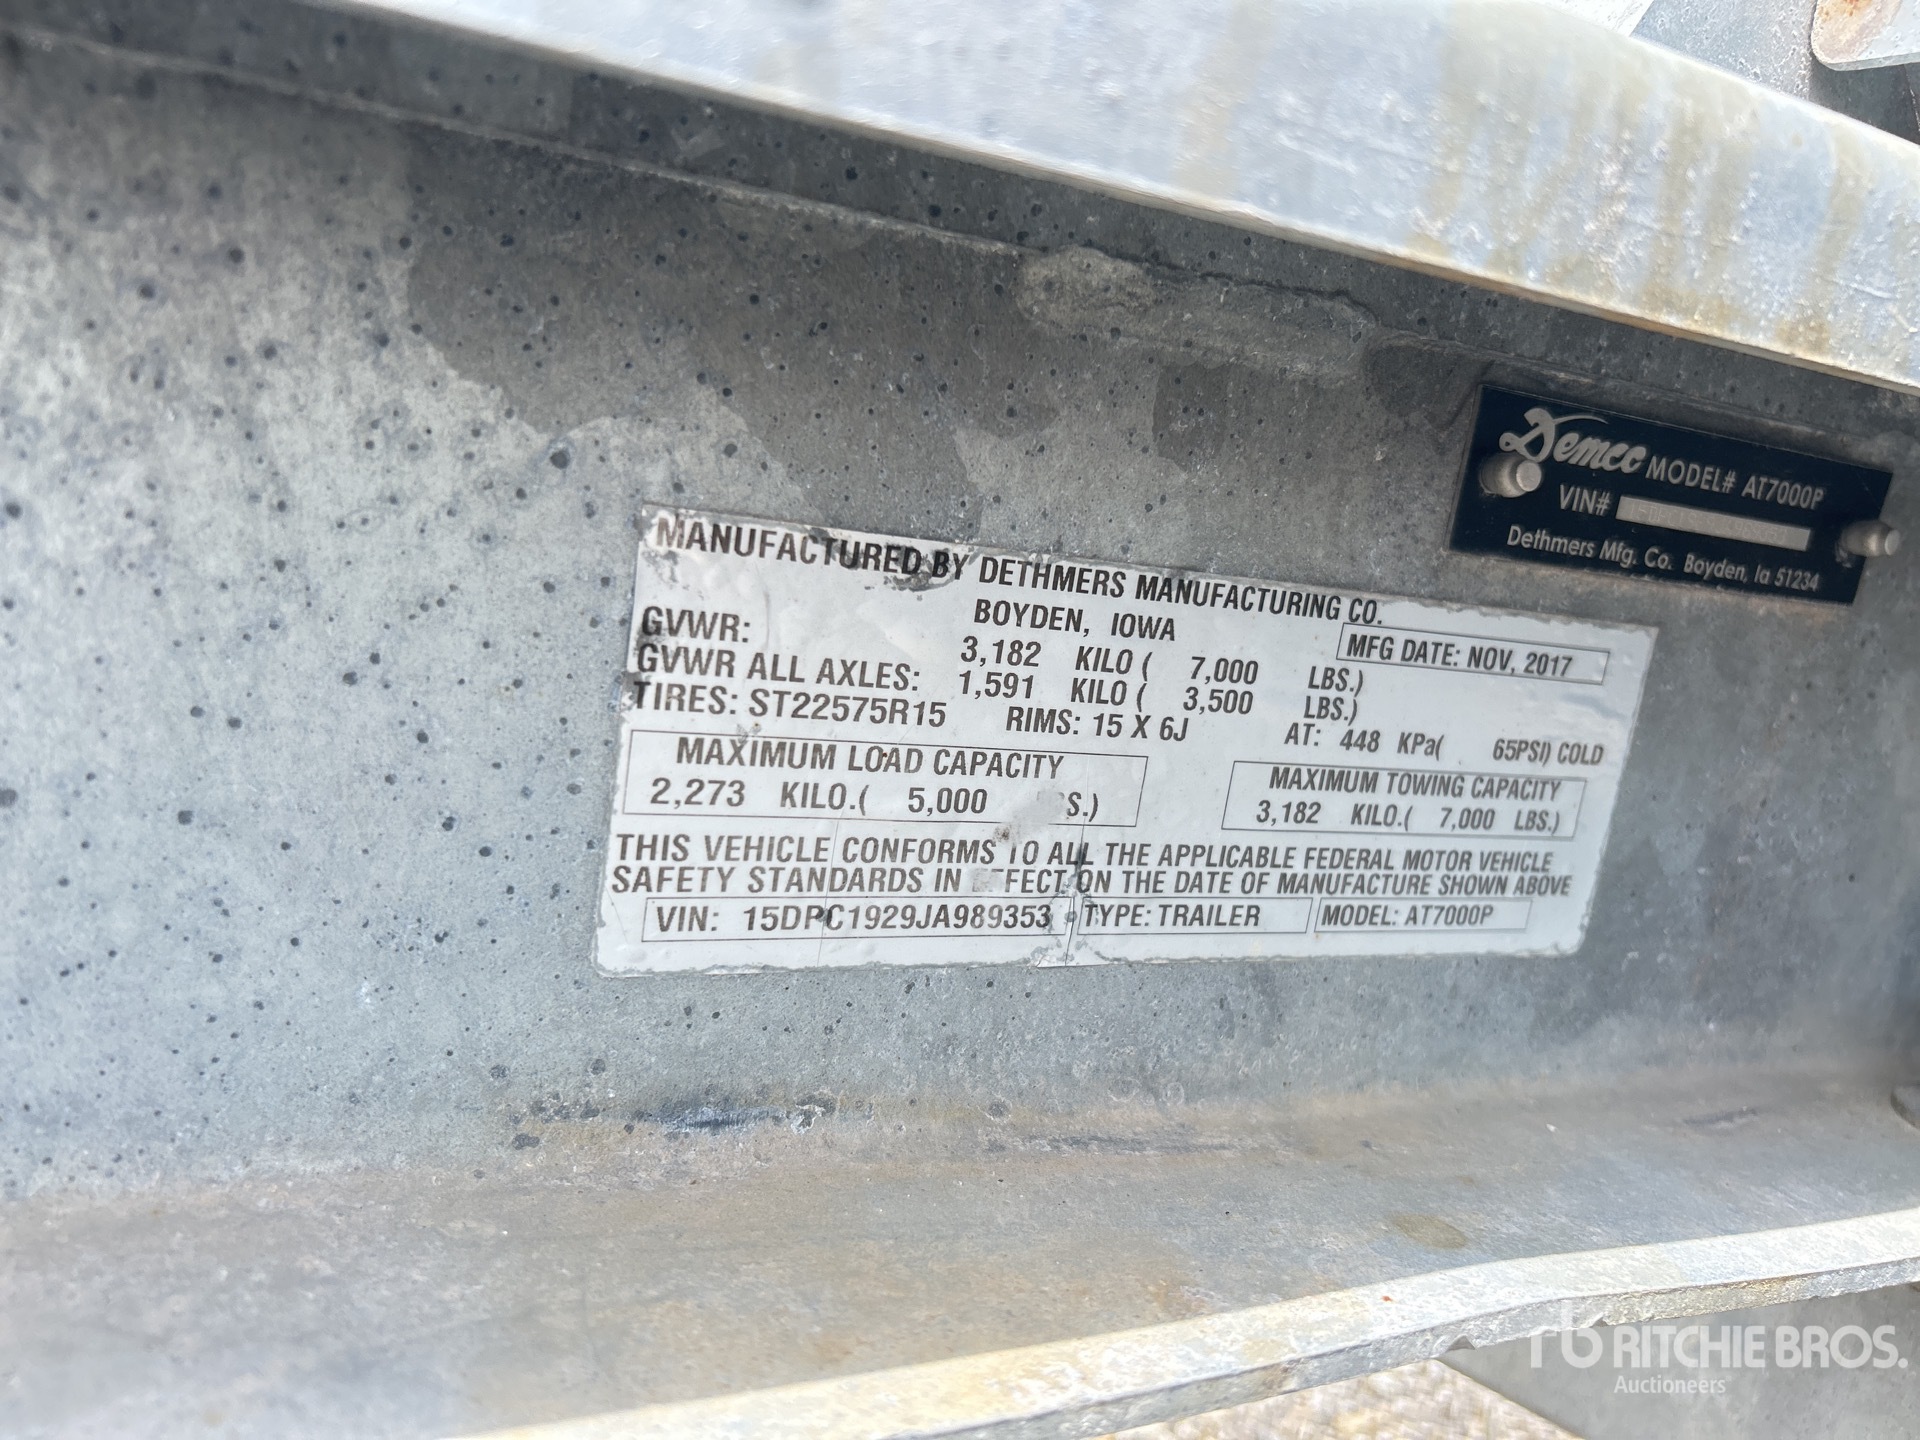 Demco MODEL# AT7000P
VIN#
Dethmers Mfg. Co. Boyden, Ia 51234
MANUFACTURED BY DETHMERS MANUFACTURING CO.
BOYDEN, IOWA
MFG DATE: NOV, 2017
GVWR: 3,182 KILO ( 7,000 LBS.)
GVWR ALL AXLES: 1,591 KILO ( 3,500 LBS.)
TIRES: ST22575R15 RIMS: 15 X 6J AT: 448 KPa( 65PSI) COLD
MAXIMUM LOAD CAPACITY
2,273 KILO.( 5,000 S.)
MAXIMUM TOWING CAPACITY
3,182 KILO.( 7,000 LBS.)
THIS VEHICLE CONFORMS TO ALL THE APPLICABLE FEDERAL MOTOR VEHICLE
SAFETY STANDARDS IN EFFECT ON THE DATE OF MANUFACTURE SHOWN ABOVE
VIN: 15DPC1929JA989353 TYPE: TRAILER MODEL: AT7000P
rb RITCHIE BROS.
Auctioneers